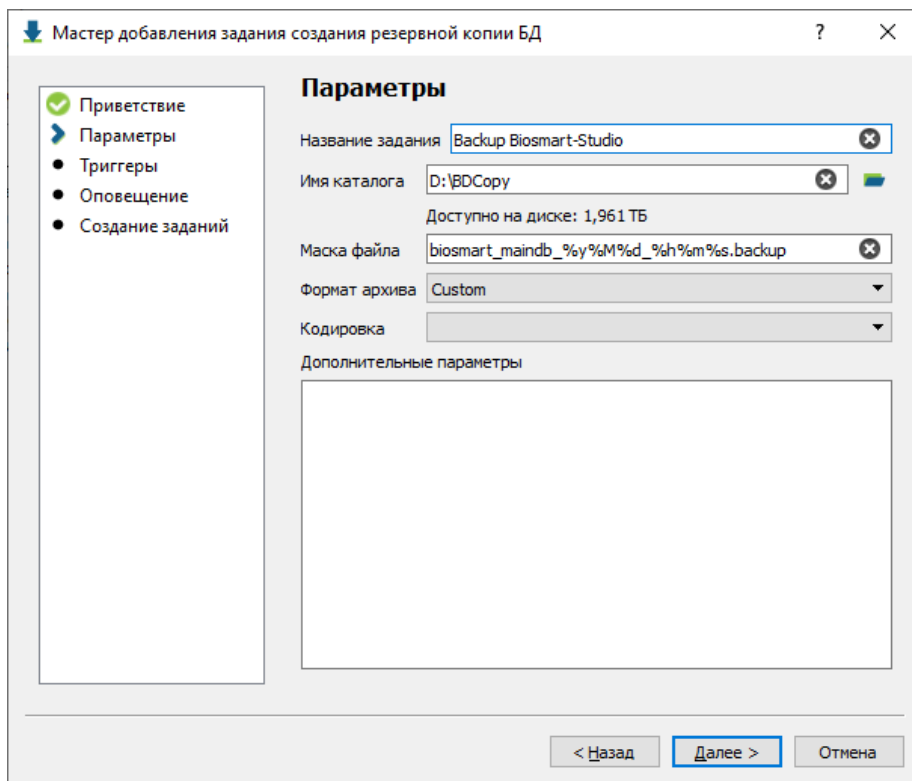 Мастер добавления задания создания резервной копии БД ?
Приветствие
Параметры
Триггеры
Оповещение
Создание заданий
Параметры
Название задания Backup Biosmart-Studio
Имя каталога D:\BDCopy
Доступно на диске: 1,961 ТБ
Маска файла biosmart_maindb_%y%M%d_%h%m%s.backup
Формат архива Custom
Кодировка
Дополнительные параметры
< Назад Далее > Отмена